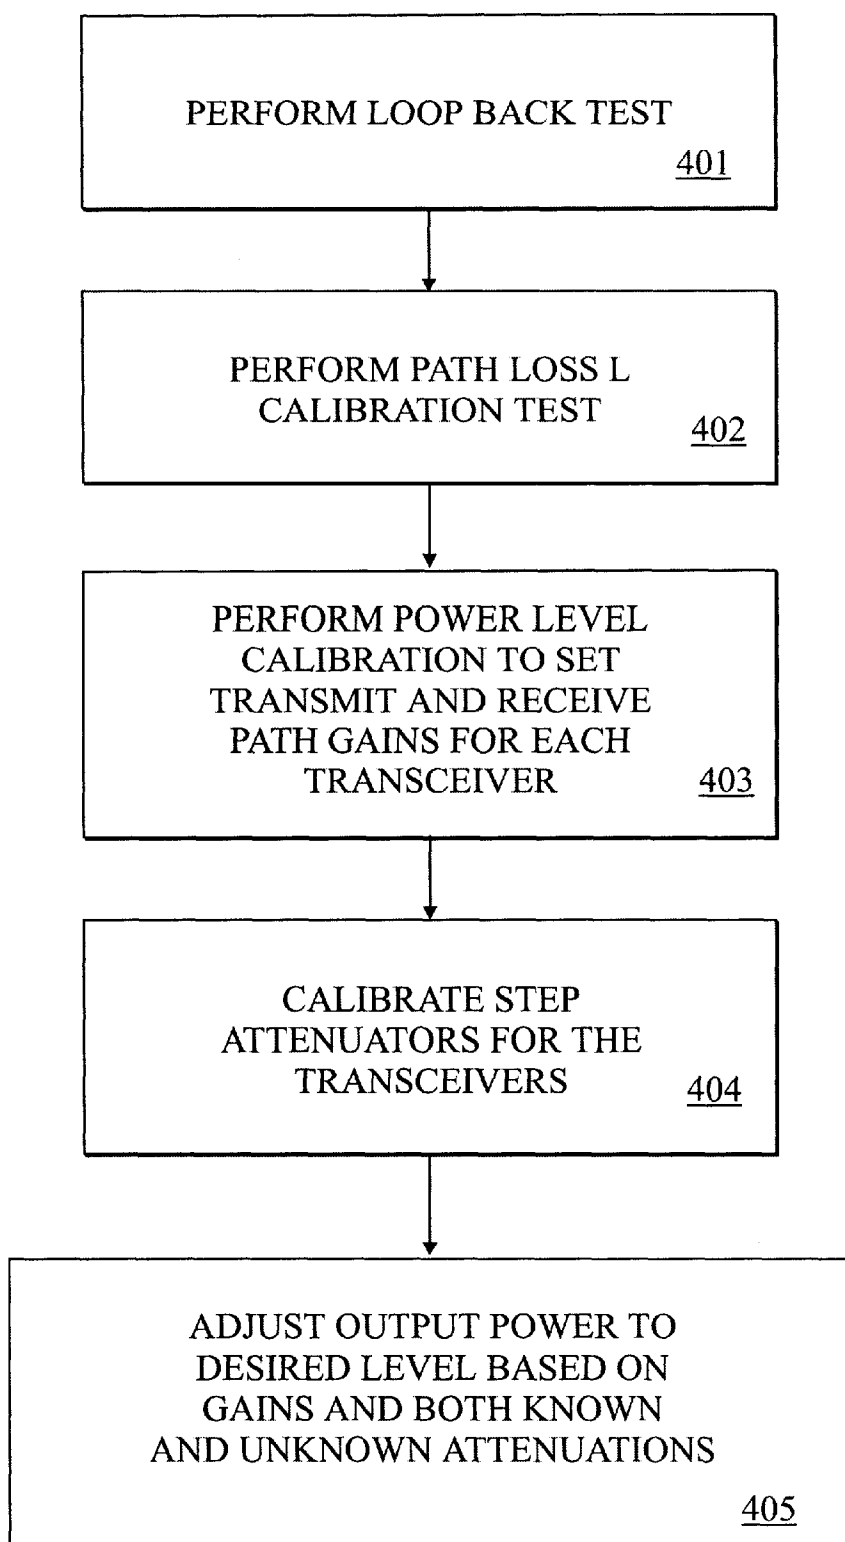 PERFORM LOOP BACK TEST
401
PERFORM PATH LOSS L
CALIBRATION TEST
402
PERFORM POWER LEVEL
CALIBRATION TO SET
TRANSMIT AND RECEIVE
PATH GAINS FOR EACH
TRANSCEIVER
403
CALIBRATE STEP
ATTENUATORS FOR THE
TRANSCEIVERS
404
ADJUST OUTPUT POWER TO
DESIRED LEVEL BASED ON
GAINS AND BOTH KNOWN
AND UNKNOWN ATTENUATIONS
405